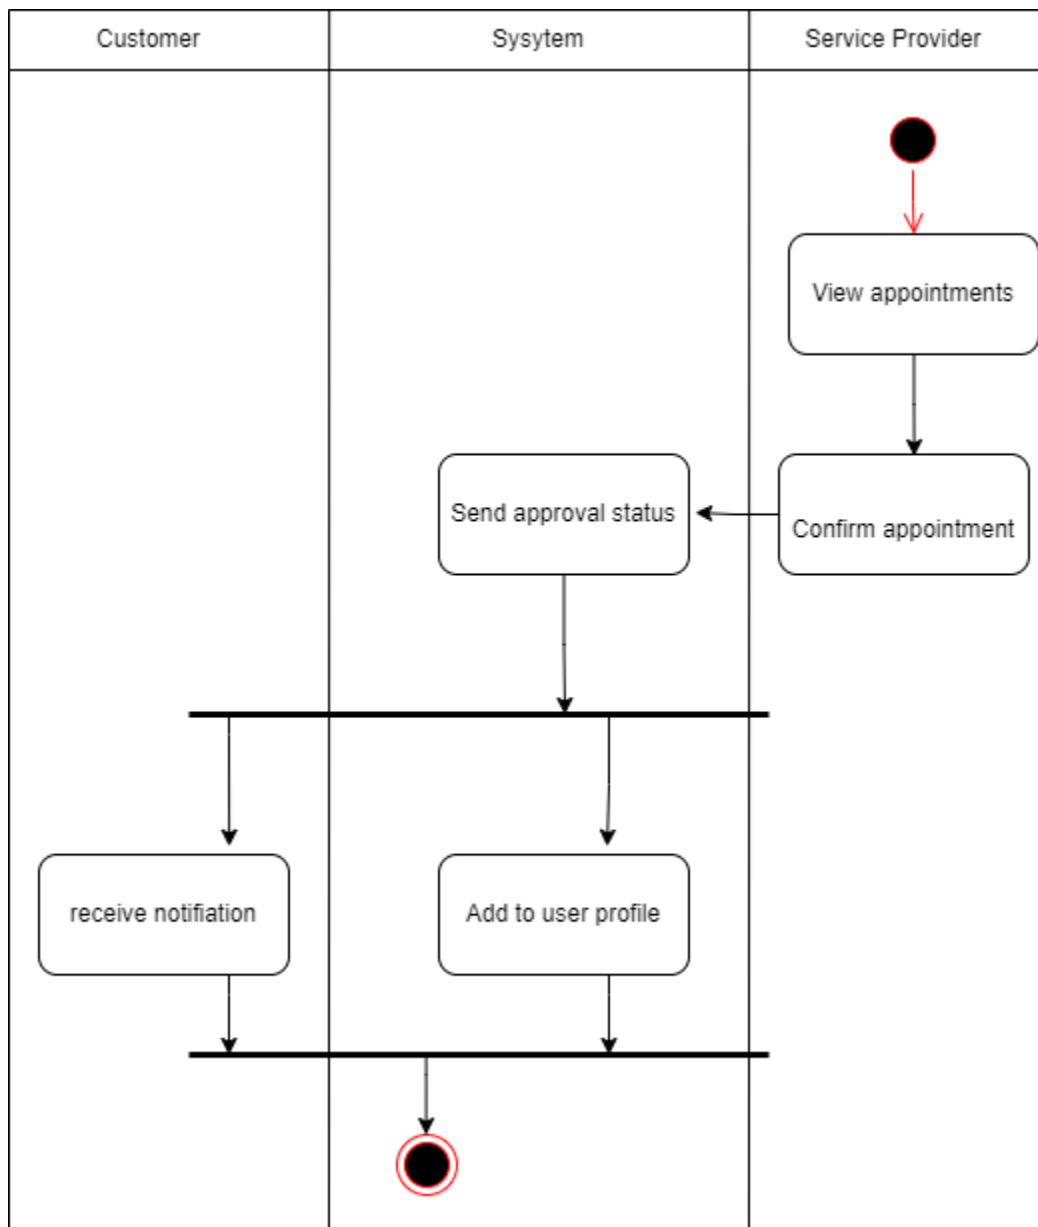 Customer
Sysytem
Service Provider
View appointments
Send approval status
Confirm appointment
receive notifiation
Add to user profile